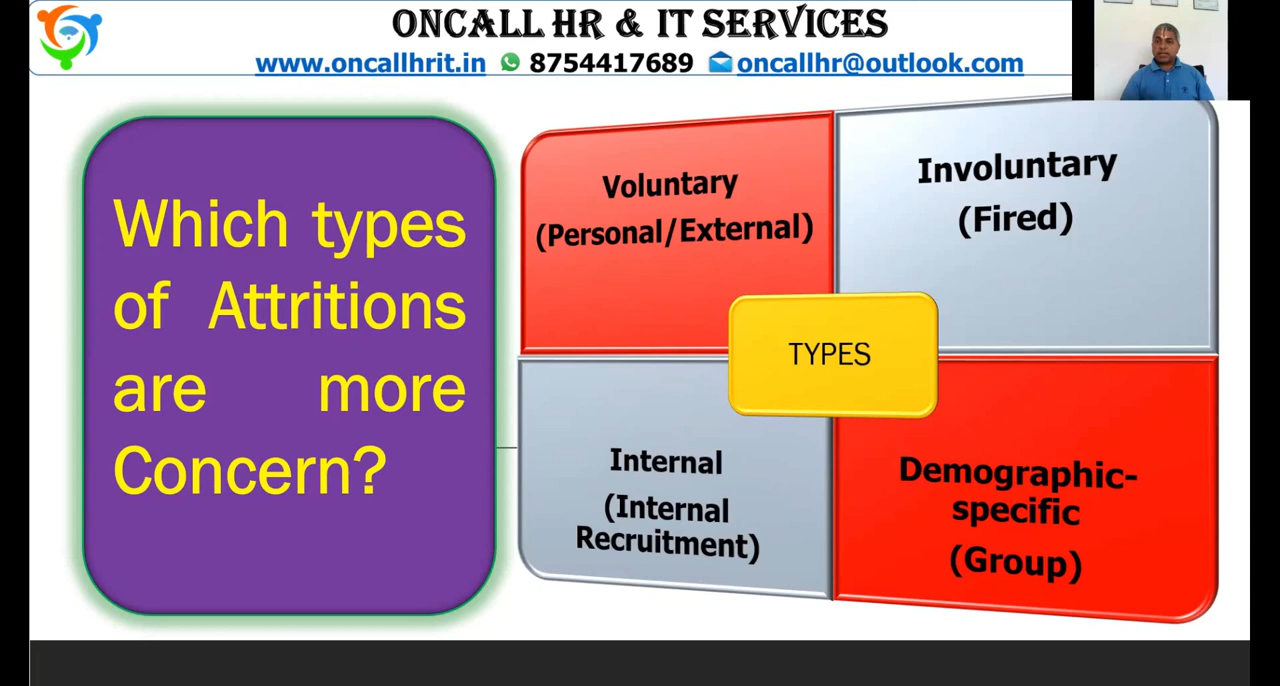 ONCALL HR & IT SERVICES
www.oncallhrit.in 8754417689 oncallhr@outlook.com
Which types
of Attritions
are more
Concern?
Voluntary
(Personal/External)
Involuntary
(Fired)
TYPES
Internal
(Internal
Recruitment)
Demographic-
specific
(Group)